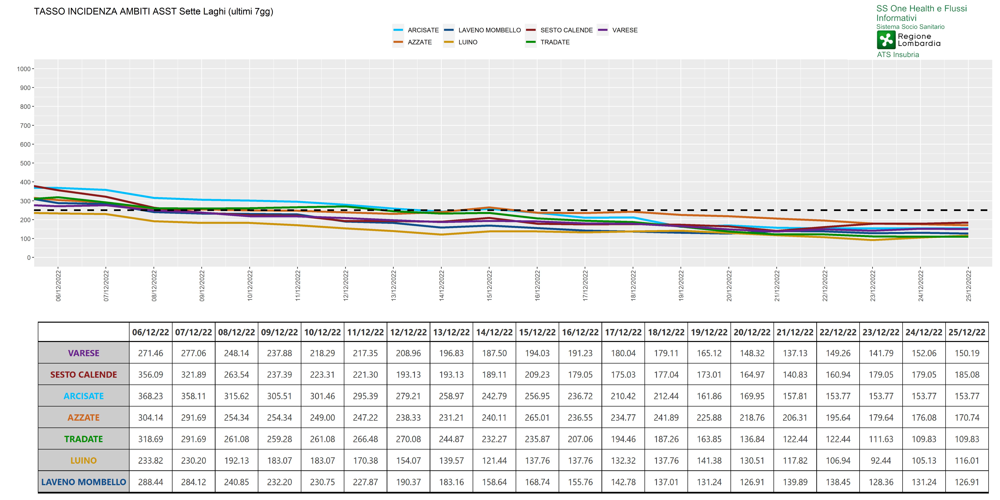 TASSO INCIDENZA AMBITI ASST Sette Laghi (ultimi 7gg)
SS One Health e Flussi
Informativi
Sistema Socio Sanitario
Regione
Lombardia
ATS Insubria
ARCISATE LAVENO MOMBELLO SESTO CALENDE VARESE
AZZATE LUINO TRADATE
1000
900
800
700
600
500
400
300
200
100
0
06/12/2022 07/12/2022 08/12/2022 09/12/2022 10/12/2022 11/12/2022 12/12/2022 13/12/2022 14/12/2022 15/12/2022 16/12/2022 17/12/2022 18/12/2022 19/12/2022 20/12/2022 21/12/2022 22/12/2022 23/12/2022 24/12/2022 25/12/2022
06/12/22 07/12/22 08/12/22 09/12/22 10/12/22 11/12/22 12/12/22 13/12/22 14/12/22 15/12/22 16/12/22 17/12/22 18/12/22 19/12/22 20/12/22 21/12/22 22/12/22 23/12/22 24/12/22 25/12/22
VARESE 271.46 277.06 248.14 237.88 218.29 217.35 208.96 196.83 187.50 194.03 191.23 180.04 179.11 165.12 148.32 137.13 149.26 141.79 152.06 150.19
SESTO CALENDE 356.09 321.89 263.54 237.39 223.31 221.30 193.13 193.13 189.11 209.23 179.05 175.03 177.04 173.01 164.97 140.83 160.94 179.05 179.05 185.08
ARCISATE 368.23 358.11 315.62 305.51 301.46 295.39 279.21 258.97 242.79 256.95 236.72 210.42 212.44 161.86 169.95 157.81 153.77 153.77 153.77 153.77
AZZATE 304.14 291.69 254.34 254.34 249.00 247.22 238.33 231.21 240.11 265.01 236.55 234.77 241.89 225.88 218.76 206.31 195.64 179.64 176.08 170.74
TRADATE 318.69 291.69 261.08 259.28 261.08 266.48 270.08 244.87 232.27 235.87 207.06 194.46 187.26 163.85 136.84 122.44 122.44 111.63 109.83 109.83
LUINO 233.82 230.20 192.13 183.07 183.07 170.38 154.07 139.57 121.44 137.76 137.76 132.32 137.76 141.38 130.51 117.82 106.94 92.44 105.13 116.01
LAVENO MOMBELLO 288.44 284.12 240.85 232.20 230.75 227.87 190.37 183.16 158.64 168.74 155.76 142.78 137.01 131.24 126.91 139.89 138.45 128.36 131.24 126.91